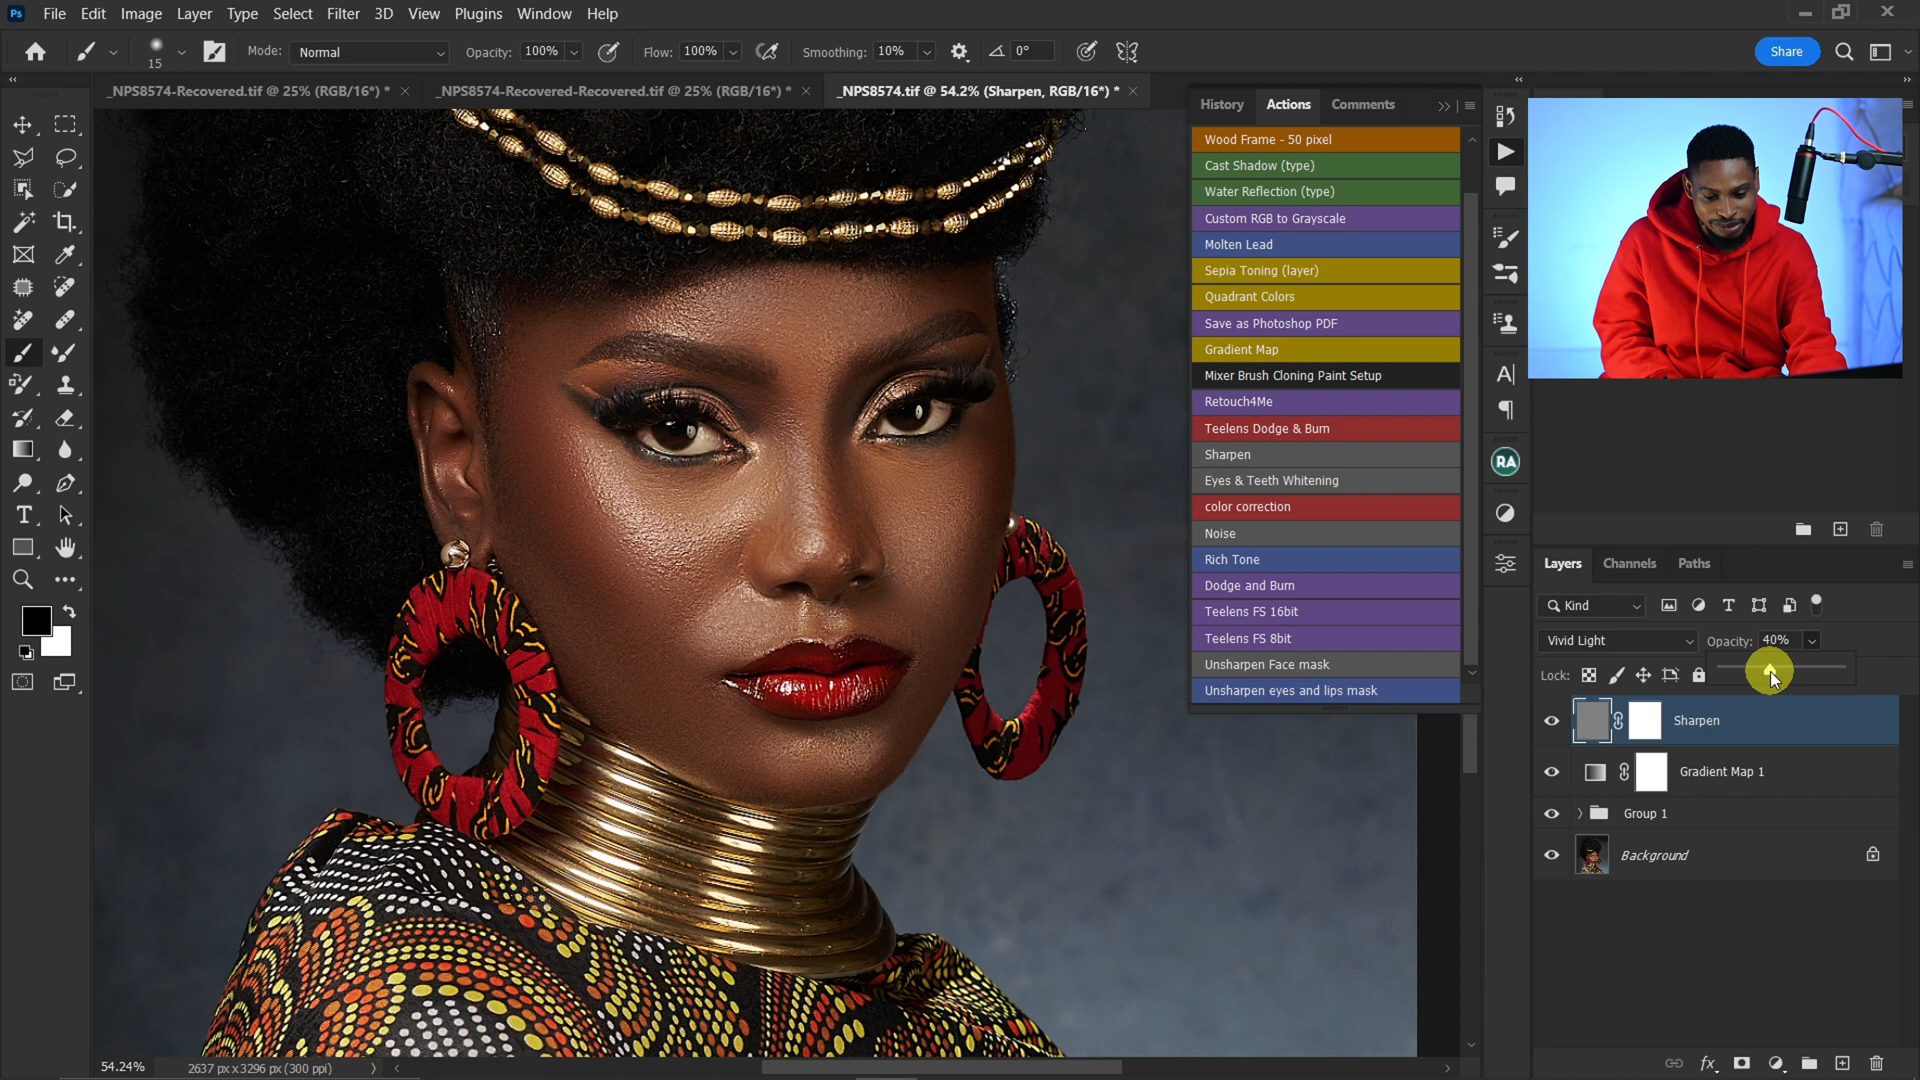 Ps File Edit Image Layer Type Select Filter 3D View Plugins Window Help
15 Mode: Normal Opacity: 100% Flow: 100% Smoothing: 10% 0° Share
_NPS8574-Recovered.tif @ 25% (RGB/16*) * _NPS8574-Recovered-Recovered.tif @ 25% (RGB/16*) * _NPS8574.tif @ 54.2% (Sharpen, RGB/16*) *
History Actions Comments
Wood Frame - 50 pixel
Cast Shadow (type)
Water Reflection (type)
Custom RGB to Grayscale
Molten Lead
Sepia Toning (layer)
Quadrant Colors
Save as Photoshop PDF
Gradient Map
Mixer Brush Cloning Paint Setup
Retouch4Me
Teelens Dodge & Burn
Sharpen
Eyes & Teeth Whitening
color correction
Noise
Rich Tone
Dodge and Burn
Teelens FS 16bit
Teelens FS 8bit
Unsharpen Face mask
Unsharpen eyes and lips mask
RA
Layers Channels Paths
Kind
Vivid Light Opacity: 40%
Lock:
Sharpen
Gradient Map 1
Group 1
Background
fx
54.24% 2637 px x 3296 px (300 ppi)